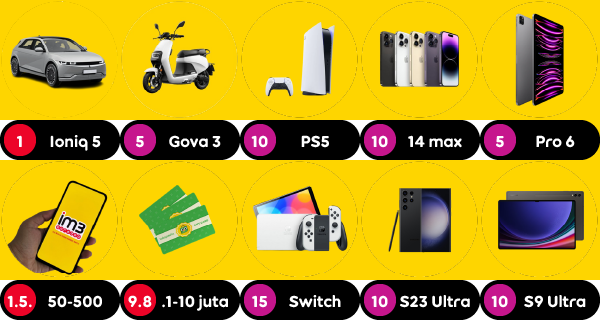 1 Ioniq 5
5 Gova 3
10 PS5
10 14 max
5 Pro 6
im3
1.5. 50-500
9.8 .1-10 juta
15 Switch
10 S23 Ultra
10 S9 Ultra